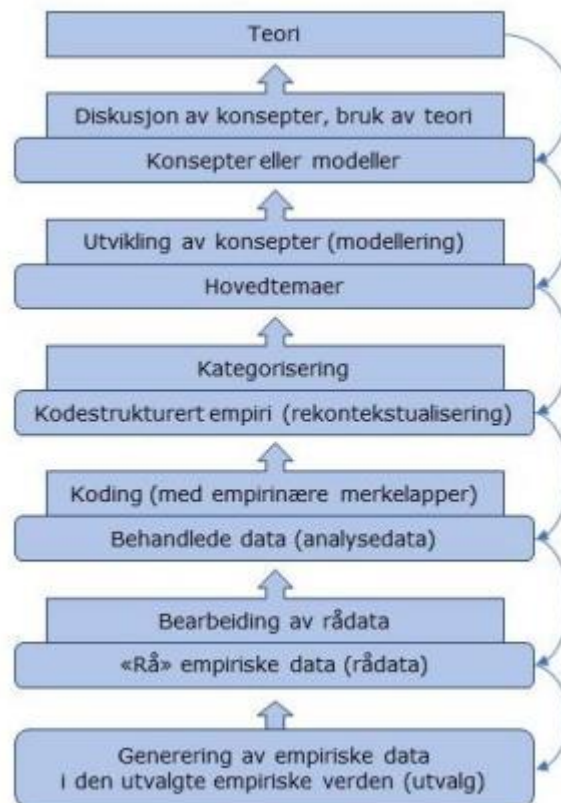 Teori
Diskusjon av konsepter, bruk av teori
Konsepter eller modeller
Utvikling av konsepter (modellering)
Hovedtemaer
Kategorisering
Kodestrukturert empiri (rekontekstualisering)
Koding (med empirinære merkelapper)
Behandlede data (analysedata)
Bearbeiding av rådata
«Rå» empiriske data (rådata)
Generering av empiriske data
i den utvalgte empiriske verden (utvalg)